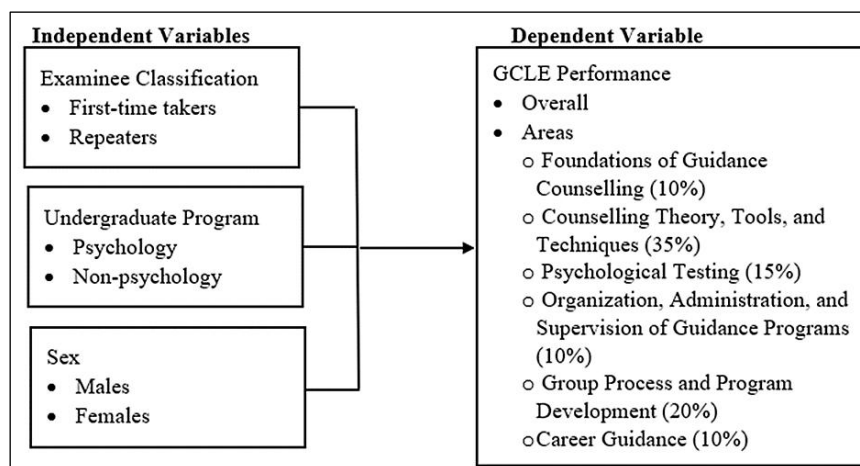 Independent Variables
Examinee Classification
• First-time takers
• Repeaters
Undergraduate Program
• Psychology
• Non-psychology
Sex
• Males
• Females
Dependent Variable
GCLE Performance
• Overall
• Areas
o Foundations of Guidance
Counselling (10%)
o Counselling Theory, Tools, and
Techniques (35%)
o Psychological Testing (15%)
o Organization, Administration, and
Supervision of Guidance Programs
(10%)
o Group Process and Program
Development (20%)
o Career Guidance (10%)